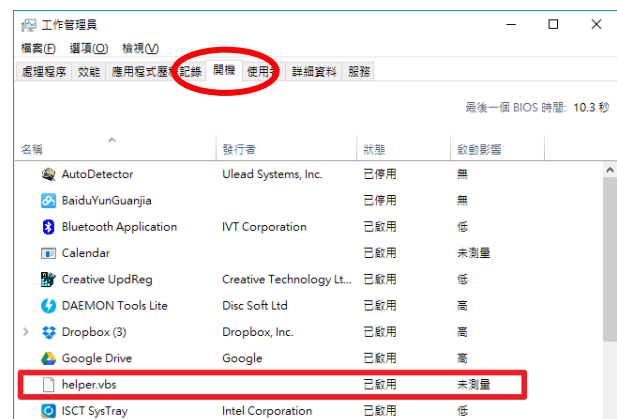 工作管理員
檔案(F) 選項(O) 檢視(V)
處理程序 效能 應用程式歷程記錄 開機 使用者 詳細資料 服務
最後一個 BIOS 時間: 10.3 秒
名稱 發行者 狀態 啟動影響
AutoDetector Ulead Systems, Inc. 已停用 無
BaiduYunGuanjia 已停用 無
Bluetooth Application IVT Corporation 已啟用 低
Calendar 已啟用 未測量
Creative UpdReg Creative Technology Lt... 已啟用 低
DAEMON Tools Lite Disc Soft Ltd 已啟用 高
Dropbox (3) Dropbox, Inc. 已啟用 高
Google Drive Google 已啟用 高
helper.vbs 已啟用 未測量
ISCT SysTray Intel Corporation 已啟用 低